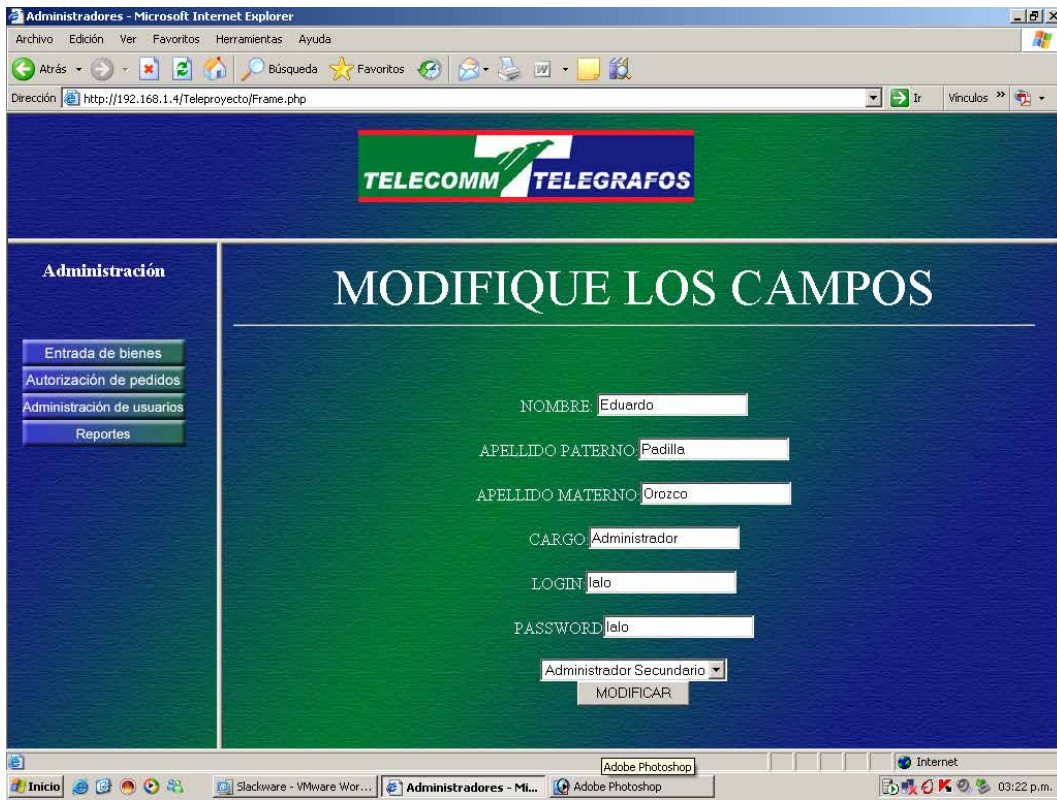 Administradores - Microsoft Internet Explorer
Archivo Edición Ver Favoritos Herramientas Ayuda
Atrás Búsqueda Favoritos
Dirección http://192.168.1.4/Teleproyecto/Frame.php Ir Vínculos »
TELECOMM TELEGRAFOS
Administración
Entrada de bienes
Autorización de pedidos
Administración de usuarios
Reportes
MODIFIQUE LOS CAMPOS
NOMBRE: Eduardo
APELLIDO PATERNO: Padilla
APELLIDO MATERNO: Orozco
CARGO: Administrador
LOGIN: lalo
PASSWORD lalo
Administrador Secundario
MODIFICAR
Internet
Adobe Photoshop
Inicio Slackware - VMware Wor... Administradores - Mi... Adobe Photoshop 03:22 p.m.